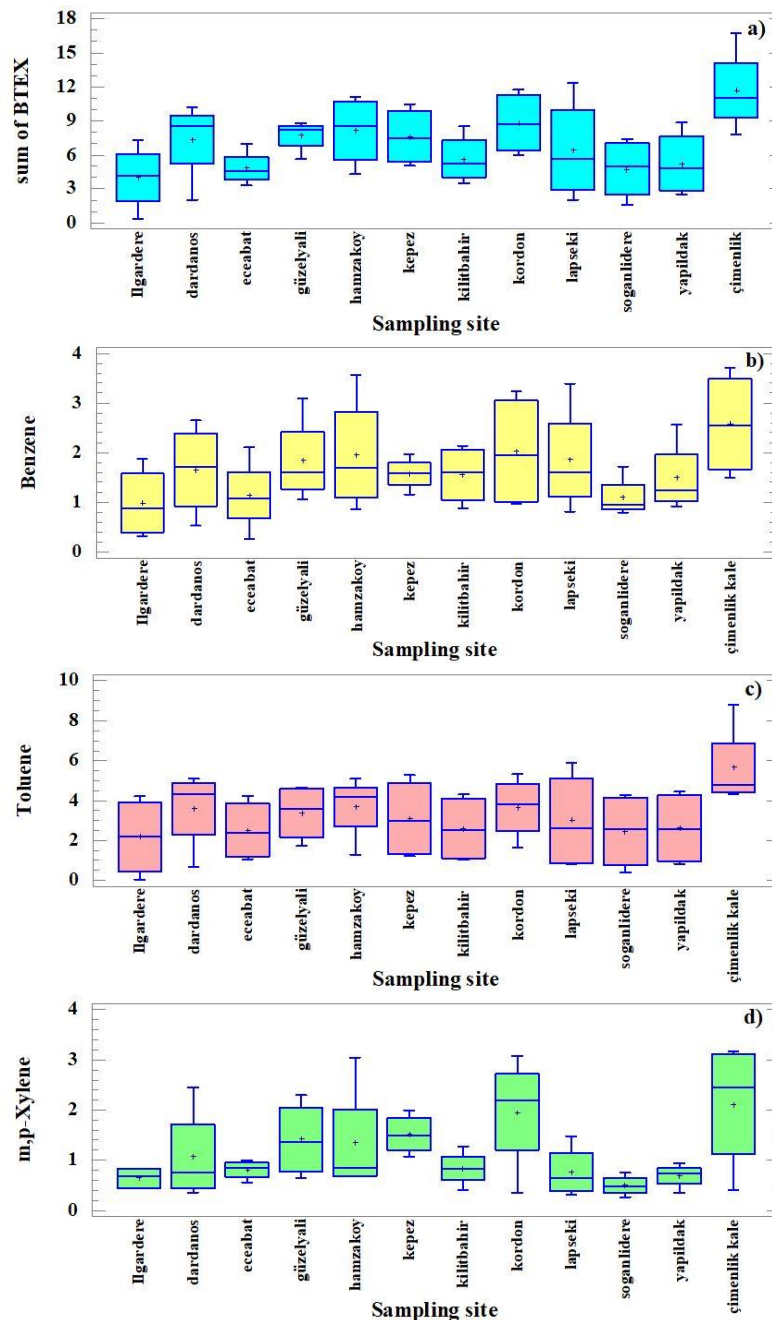 a)
sum of BTEX
18
15
12
9
6
3
0
Ilgardere
dardanos
eceabat
güzelyali
hamzakoy
kepez
kilitbahir
kordon
lapseki
soganlidere
yapildak
çimenlik
Sampling site
b)
Benzene
4
3
2
1
0
Ilgardere
dardanos
eceabat
güzelyali
hamzakoy
kepez
kilitbahir
kordon
lapseki
soganlidere
yapildak
çimenlik kale
Sampling site
c)
Toluene
10
8
6
4
2
0
Ilgardere
dardanos
eceabat
güzelyali
hamzakoy
kepez
kilitbahir
kordon
lapseki
soganlidere
yapildak
çimenlik kale
Sampling site
d)
m,p-Xylene
4
3
2
1
0
Ilgardere
dardanos
eceabat
güzelyali
hamzakoy
kepez
kilitbahir
kordon
lapseki
soganlidere
yapildak
çimenlik kale
Sampling site